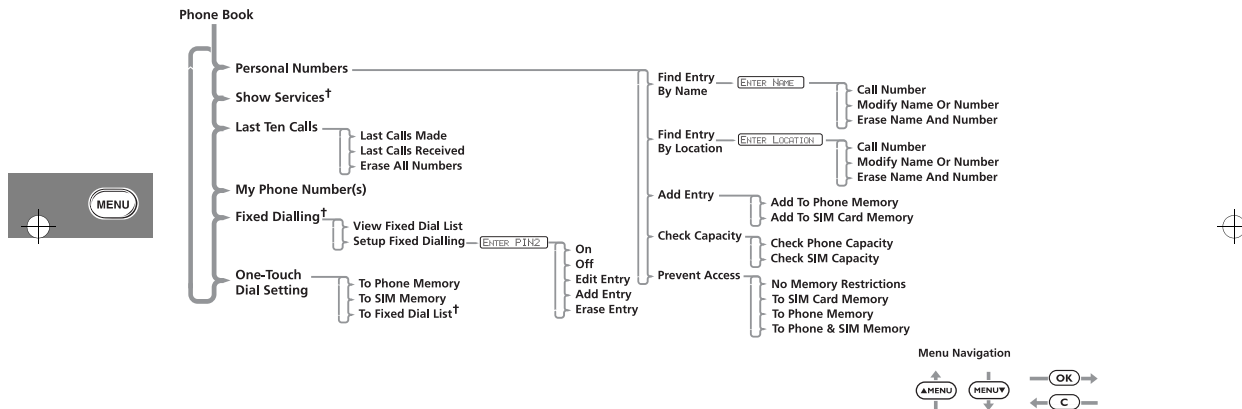 Phone Book
Personal Numbers
Show Services†
Last Ten Calls
Last Calls Made
Last Calls Received
Erase All Numbers
My Phone Number(s)
Fixed Dialling†
View Fixed Dial List
Setup Fixed Dialling
ENTER PIN2
On
Off
Edit Entry
Add Entry
Erase Entry
One-Touch
Dial Setting
To Phone Memory
To SIM Memory
To Fixed Dial List†
Find Entry
By Name
ENTER NAME
Call Number
Modify Name Or Number
Erase Name And Number
Find Entry
By Location
ENTER LOCATION
Call Number
Modify Name Or Number
Erase Name And Number
Add Entry
Add To Phone Memory
Add To SIM Card Memory
Check Capacity
Check Phone Capacity
Check SIM Capacity
Prevent Access
No Memory Restrictions
To SIM Card Memory
To Phone Memory
To Phone & SIM Memory
MENU
Menu Navigation
▲MENU
MENU▼
OK
C